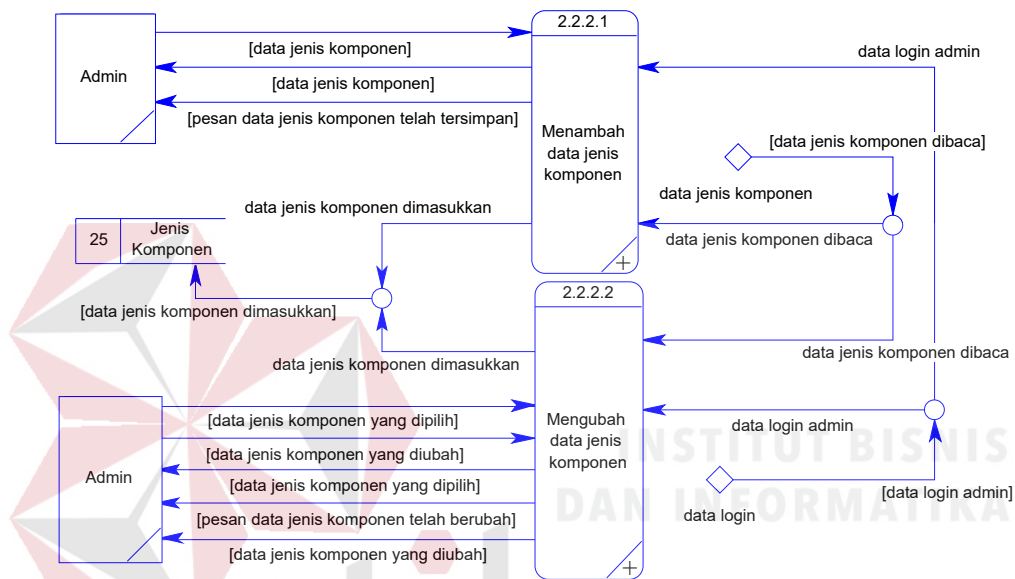 2.2.2.1
[data jenis komponen]
data login admin
Admin
[data jenis komponen]
[pesan data jenis komponen telah tersimpan]
Menambah
data jenis
komponen
[data jenis komponen dibaca]
data jenis komponen
data jenis komponen dimasukkan
25
Jenis
Komponen
data jenis komponen dibaca
[data jenis komponen dimasukkan]
2.2.2.2
data jenis komponen dibaca
data jenis komponen dimasukkan
[data jenis komponen yang dipilih]
Mengubah
data jenis
komponen
data login admin
[data jenis komponen yang diubah]
Admin
[data jenis komponen yang dipilih]
[data login admin]
data login
[pesan data jenis komponen telah berubah]
[data jenis komponen yang diubah]
INSTITUT BISNIS
DAN INFORMATIKA